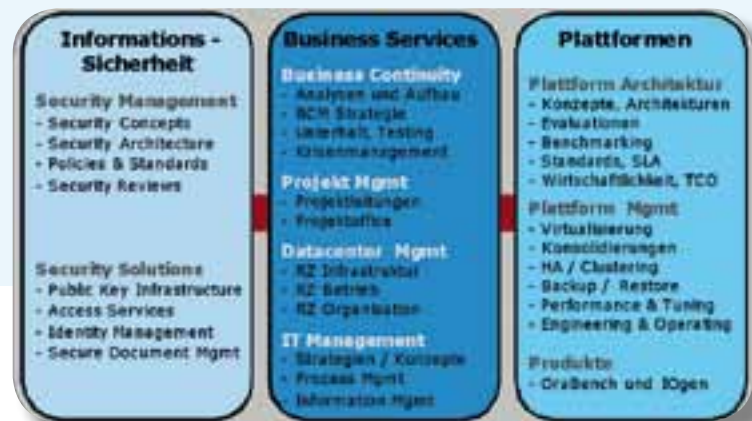 Informations -
Sicherheit
Security Management
- Security Concepts
- Security Architecture
- Policies & Standards
- Security Reviews
Security Solutions
- Public Key Infrastructure
- Access Services
- Identity Management
- Secure Document Mgmt
Business Services
Business Continuity
- Analysen und Aufbau
- BCM Strategie
- Unterhalt, Testing
- Krisenmanagement
Projekt Mgmt
- Projektleitungen
- Projektoffice
Datacenter Mgmt
- RZ Infrastruktur
- RZ Betrieb
- RZ Organisation
IT Management
- Strategien / Konzepte
- Process Mgmt
- Information Mgmt
Plattformen
Plattform Architektur
- Konzepte, Architekturen
- Evaluationen
- Benchmarking
- Standards, SLA
- Wirtschaftlichkeit, TCO
Plattform Mgmt
- Virtualisierung
- Konsolidierungen
- HA / Clustering
- Backup / Restore
- Performance & Tuning
- Engineering & Operating
Produkte
- OraBench und IOgen